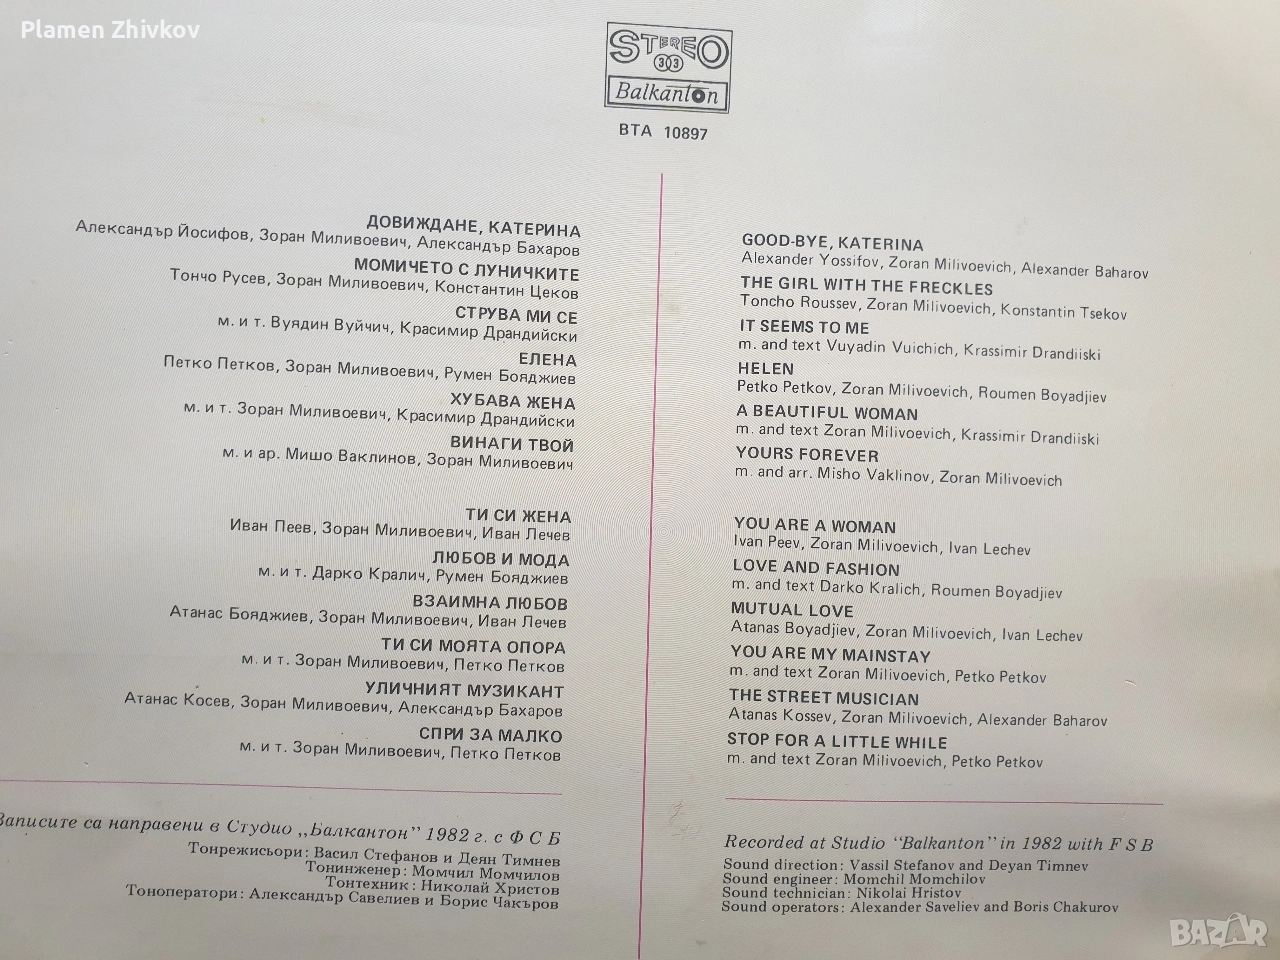 Plamen Zhivkov
STEREO
33
Balkanton
ВТА 10897
ДОВИЖДАНЕ, КАТЕРИНА
Александър Йосифов, Зоран Миливоевич, Александър Бахаров
МОМИЧЕТО С ЛУНИЧКИТЕ
Тончо Русев, Зоран Миливоевич, Константин Цеков
СТРУВА МИ СЕ
м. и т. Вуядин Вуйчич, Красимир Драндийски
ЕЛЕНА
Петко Петков, Зоран Миливоевич, Румен Бояджиев
ХУБАВА ЖЕНА
м. и т. Зоран Миливоевич, Красимир Драндийски
ВИНАГИ ТВОЙ
м. и ар. Мишо Ваклинов, Зоран Миливоевич
ТИ СИ ЖЕНА
Иван Пеев, Зоран Миливоевич, Иван Лечев
ЛЮБОВ И МОДА
м. и т. Дарко Кралич, Румен Бояджиев
ВЗАИМНА ЛЮБОВ
Атанас Бояджиев, Зоран Миливоевич, Иван Лечев
ТИ СИ МОЯТА ОПОРА
м. и т. Зоран Миливоевич, Петко Петков
УЛИЧНИЯТ МУЗИКАНТ
Атанас Косев, Зоран Миливоевич, Александър Бахаров
СПРИ ЗА МАЛКО
м. и т. Зоран Миливоевич, Петко Петков
Записите са направени в Студио „Балкантон" 1982 г. с Ф С Б
Тонрежисьори: Васил Стефанов и Деян Тимнев
Тонинженер: Момчил Момчилов
Тонтехник: Николай Христов
Тоноператори: Александър Савелиев и Борис Чакъров
GOOD-BYE, KATERINA
Alexander Yossifov, Zoran Milivoevich, Alexander Baharov
THE GIRL WITH THE FRECKLES
Toncho Roussev, Zoran Milivoevich, Konstantin Tsekov
IT SEEMS TO ME
m. and text Vuyadin Vuichich, Krassimir Drandiiski
HELEN
Petko Petkov, Zoran Milivoevich, Roumen Boyadjiev
A BEAUTIFUL WOMAN
m. and text Zoran Milivoevich, Krassimir Drandiiski
YOURS FOREVER
m. and arr. Misho Vaklinov, Zoran Milivoevich
YOU ARE A WOMAN
Ivan Peev, Zoran Milivoevich, Ivan Lechev
LOVE AND FASHION
m. and text Darko Kralich, Roumen Boyadjiev
MUTUAL LOVE
Atanas Boyadjiev, Zoran Milivoevich, Ivan Lechev
YOU ARE MY MAINSTAY
m. and text Zoran Milivoevich, Petko Petkov
THE STREET MUSICIAN
Atanas Kossev, Zoran Milivoevich, Alexander Baharov
STOP FOR A LITTLE WHILE
m. and text Zoran Milivoevich, Petko Petkov
Recorded at Studio "Balkanton" in 1982 with F S B
Sound direction: Vassil Stefanov and Deyan Timnev
Sound engineer: Momchil Momchilov
Sound technician: Nikolai Hristov
Sound operators: Alexander Saveliev and Boris Chakurov
BAZAR